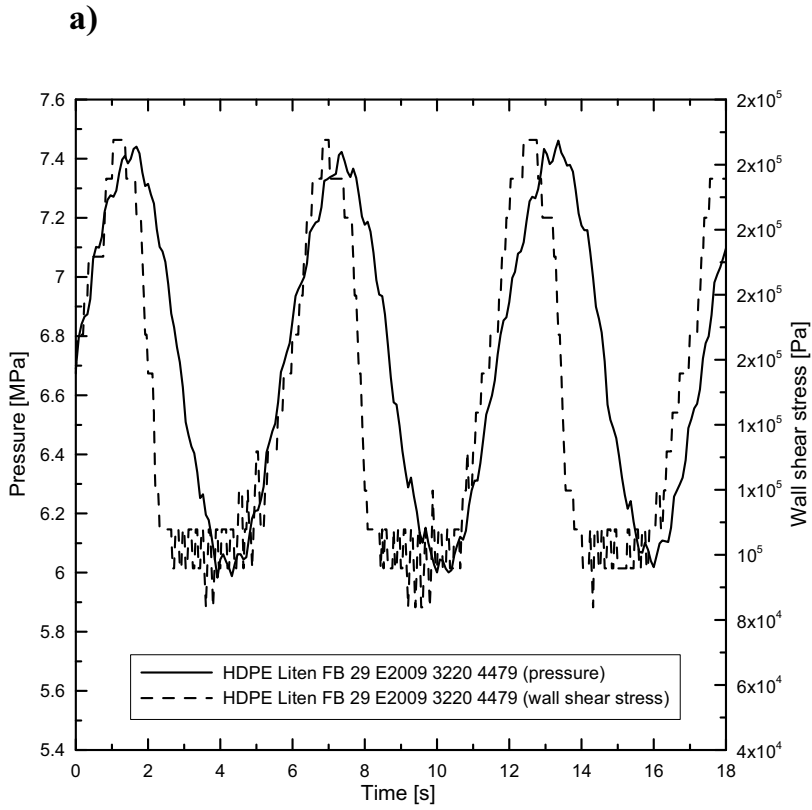 a)
7.6
7.4
7.2
7
6.8
6.6
6.4
6.2
6
5.8
5.6
5.4
Pressure [MPa]
2x10⁵
2x10⁵
2x10⁵
2x10⁵
2x10⁵
1x10⁵
1x10⁵
10⁵
8x10⁴
6x10⁴
4x10⁴
Wall shear stress [Pa]
HDPE Liten FB 29 E2009 3220 4479 (pressure)
HDPE Liten FB 29 E2009 3220 4479 (wall shear stress)
0 2 4 6 8 10 12 14 16 18
Time [s]